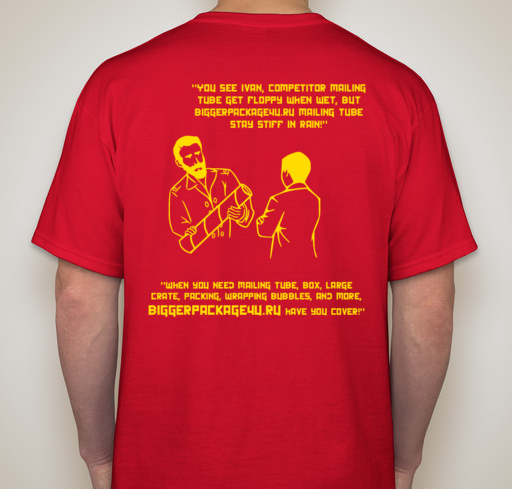 "YOU SEE IVAN, COMPETITOR MAILING
TUBE GET FLOPPY WHEN WET, BUT
BIGGERPACKAGE4U.RU MAILING TUBE
STAY STIFF IN RAIN!"
"WHEN YOU NEED MAILING TUBE, BOX, LARGE
CRATE, PACKING, WRAPPING BUBBLES, AND MORE,
BIGGERPACKAGE4U.RU HAVE YOU COVER!"